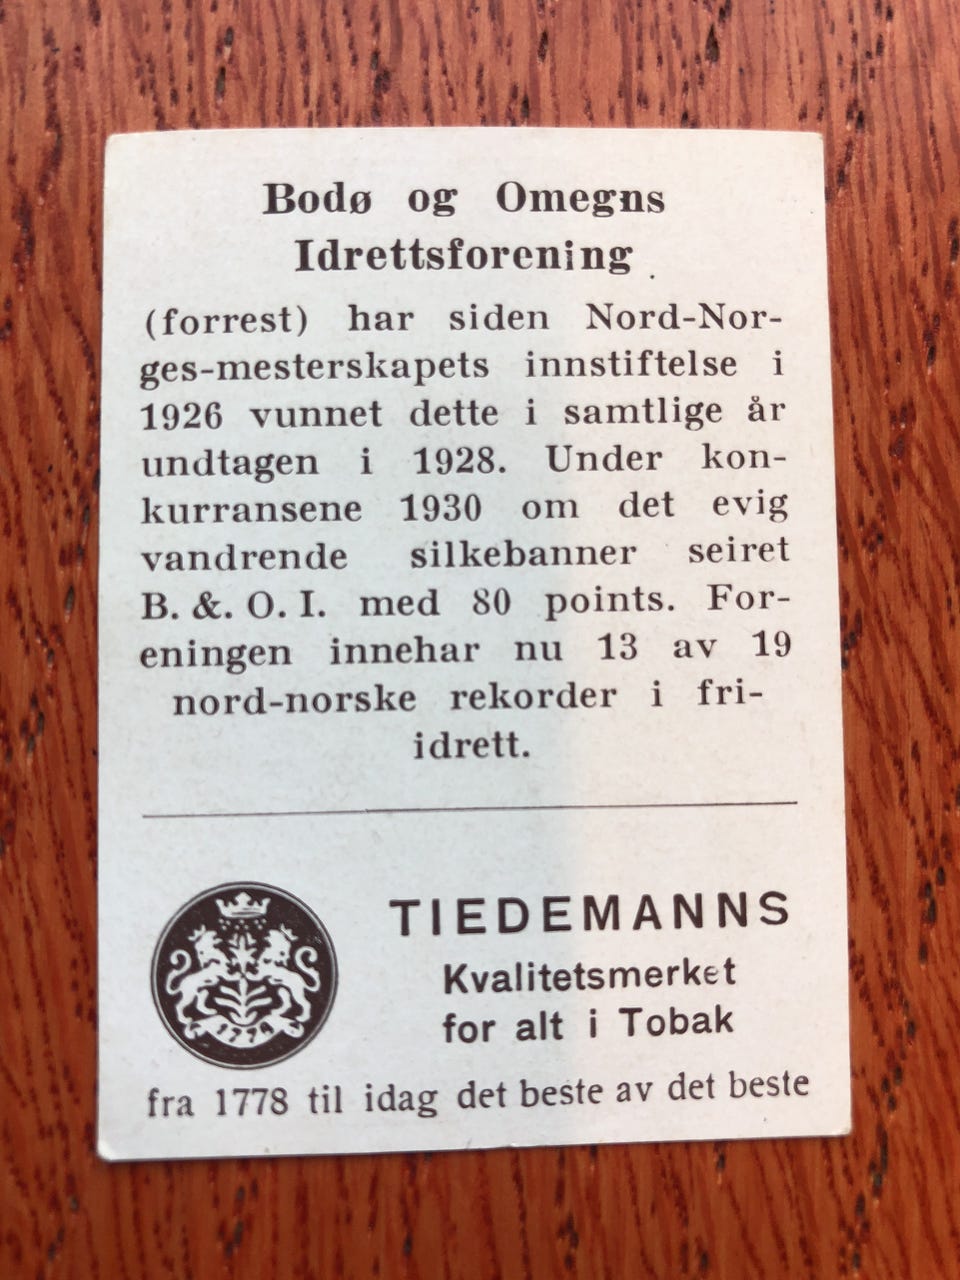 Bodø og Omegns
Idrettsforening
(forrest) har siden Nord-Nor-
ges-mesterskapets innstiftelse i
1926 vunnet dette i samtlige år
undtagen i 1928. Under kon-
kurransene 1930 om det evig
vandrende silkebanner seiret
B. &. O. I. med 80 points. For-
eningen innehar nu 13 av 19
nord-norske rekorder i fri-
idrett.
TIEDEMANNS
Kvalitetsmerket
for alt i Tobak
1778
fra 1778 til idag det beste av det beste